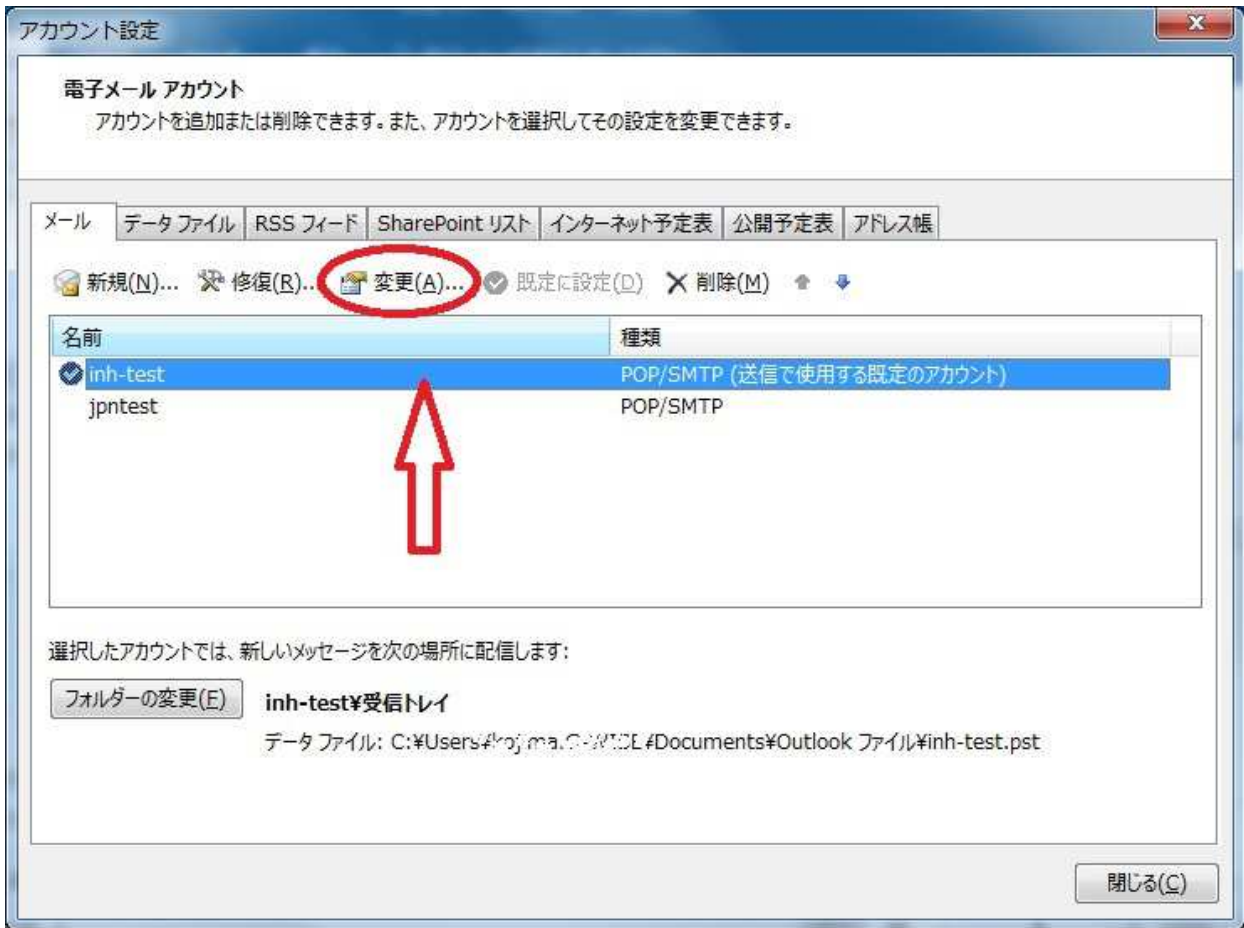 アカウント設定
電子メール アカウント
アカウントを追加または削除できます。また、アカウントを選択してその設定を変更できます。
メール データ ファイル RSS フィード SharePoint リスト インターネット予定表 公開予定表 アドレス帳
新規(N)... 修復(R)... 変更(A)... 既定に設定(D) 削除(M)
名前 種類
inh-test POP/SMTP (送信で使用する既定のアカウント)
jpntest POP/SMTP
選択したアカウントでは、新しいメッセージを次の場所に配信します:
フォルダーの変更(F) inh-test¥受信トレイ
データ ファイル: C:¥Users ¥Documents¥Outlook ファイル¥inh-test.pst
閉じる(C)